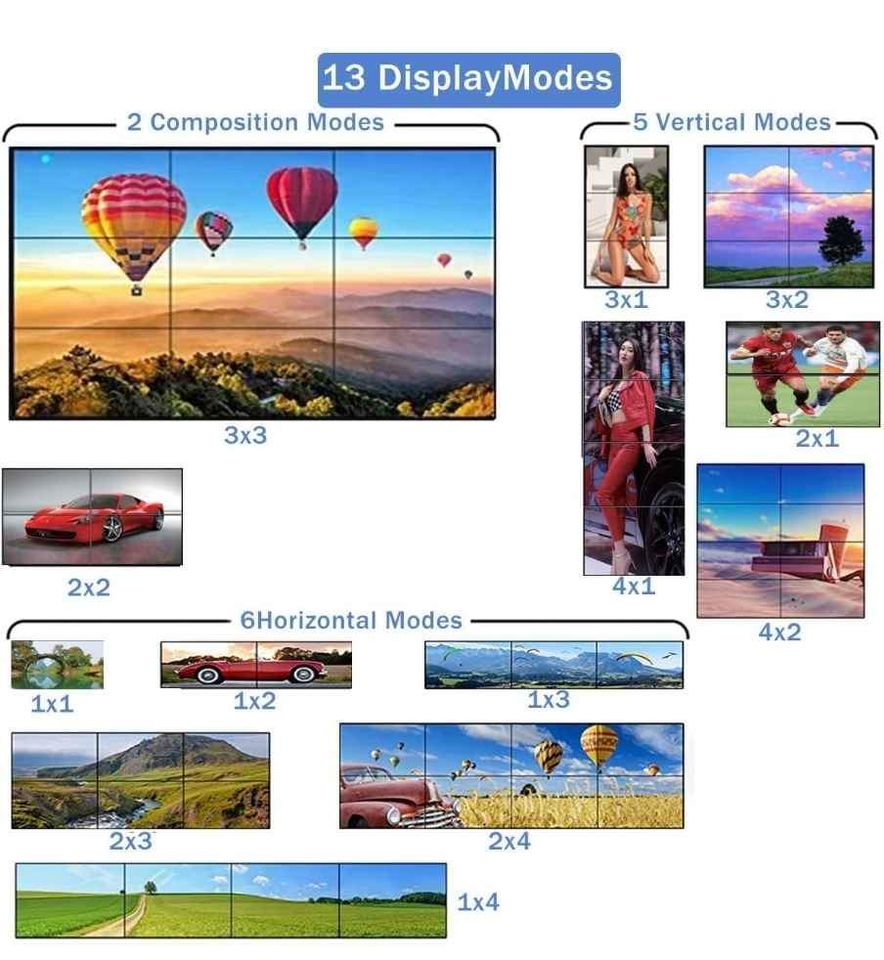 13 DisplayModes
2 Composition Modes
5 Vertical Modes
3x1
3x2
3x3
2x1
2x2
4x1
4x2
6Horizontal Modes
1x1
1x2
1x3
2x3
2x4
1x4